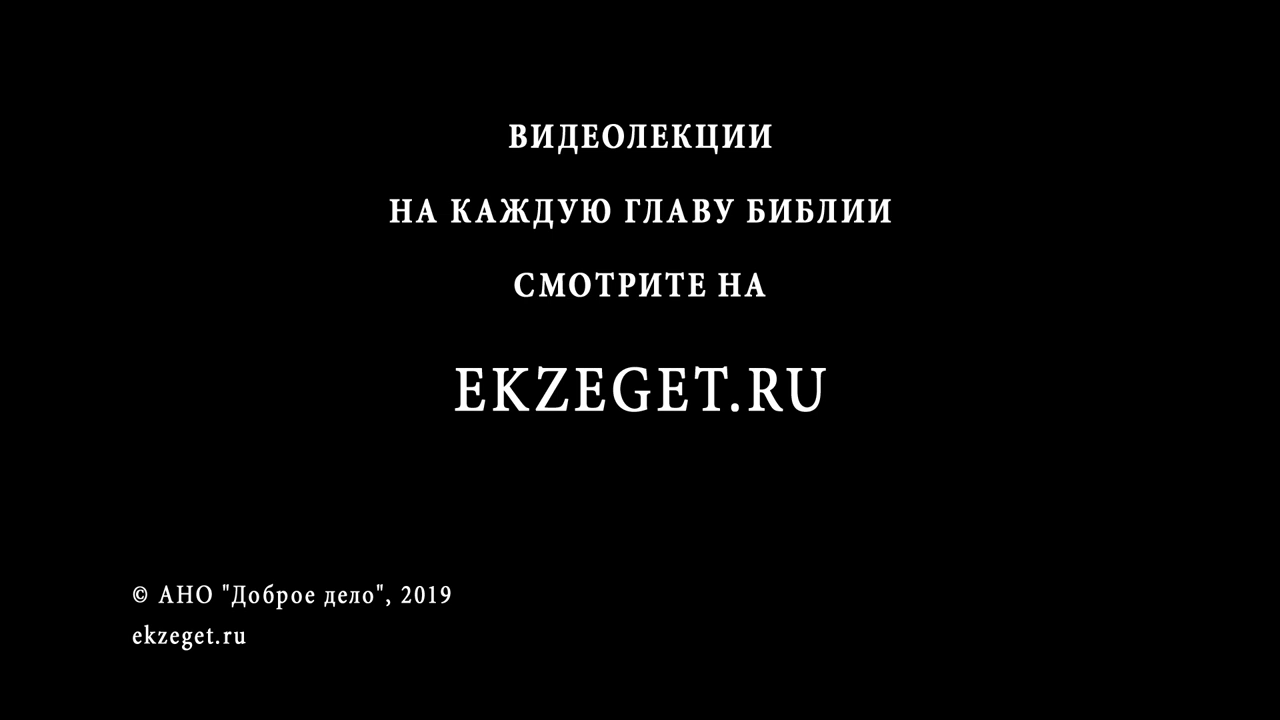 ВИДЕОЛЕКЦИИ
НА КАЖДУЮ ГЛАВУ БИБЛИИ
СМОТРИТЕ НА
EKZEGET.RU
© АНО "Доброе дело", 2019
ekzeget.ru